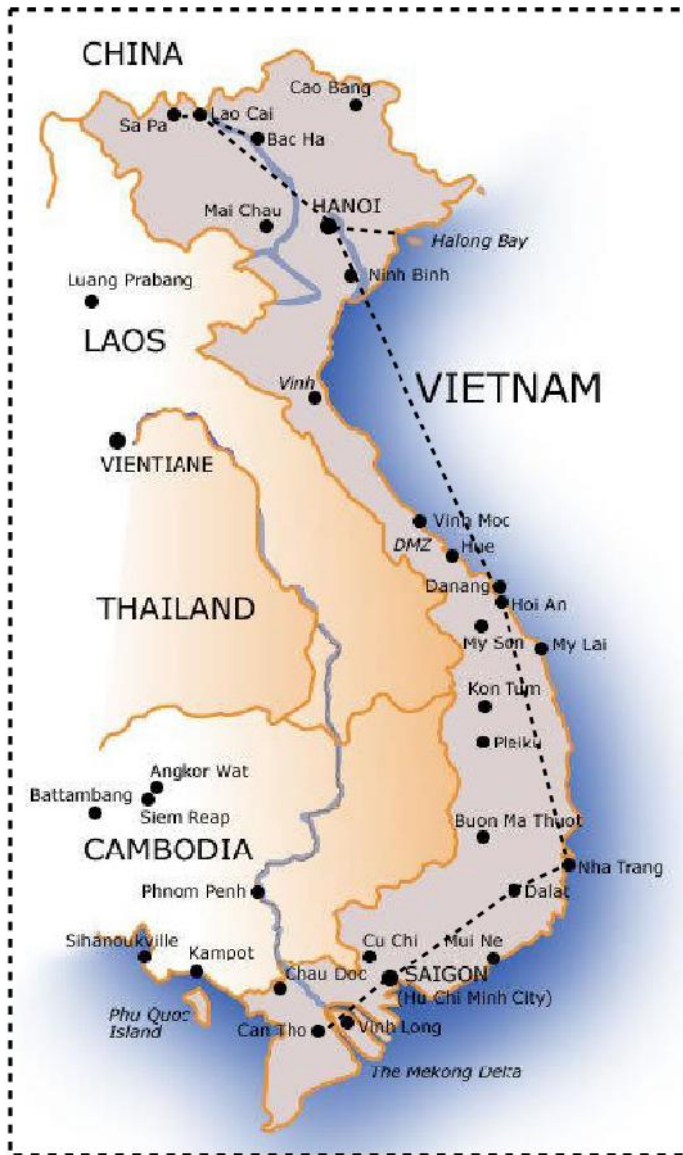 CHINA
Cao Bang
Lao Cai
Sa Pa
Bac Ha
Mai Chau
HANOI
Halong Bay
Ninh Binh
Luang Prabang
LAOS
VIETNAM
Vinh
VIENTIANE
Vinh Moc
DMZ
Hue
Danang
Hoi An
THAILAND
My Son
My Lai
Kon Tum
Pleiku
Angkor Wat
Battambang
Siem Reap
Buon Ma Thuot
CAMBODIA
Nha Trang
Phnom Penh
Dalat
Sihanoukville
Kampot
Cu Chi
Mui Ne
Chau Doc
SAIGON
(Hu Chi Minh City)
Phu Quoc
Island
Can Tho
Vinh Long
The Mekong Delta